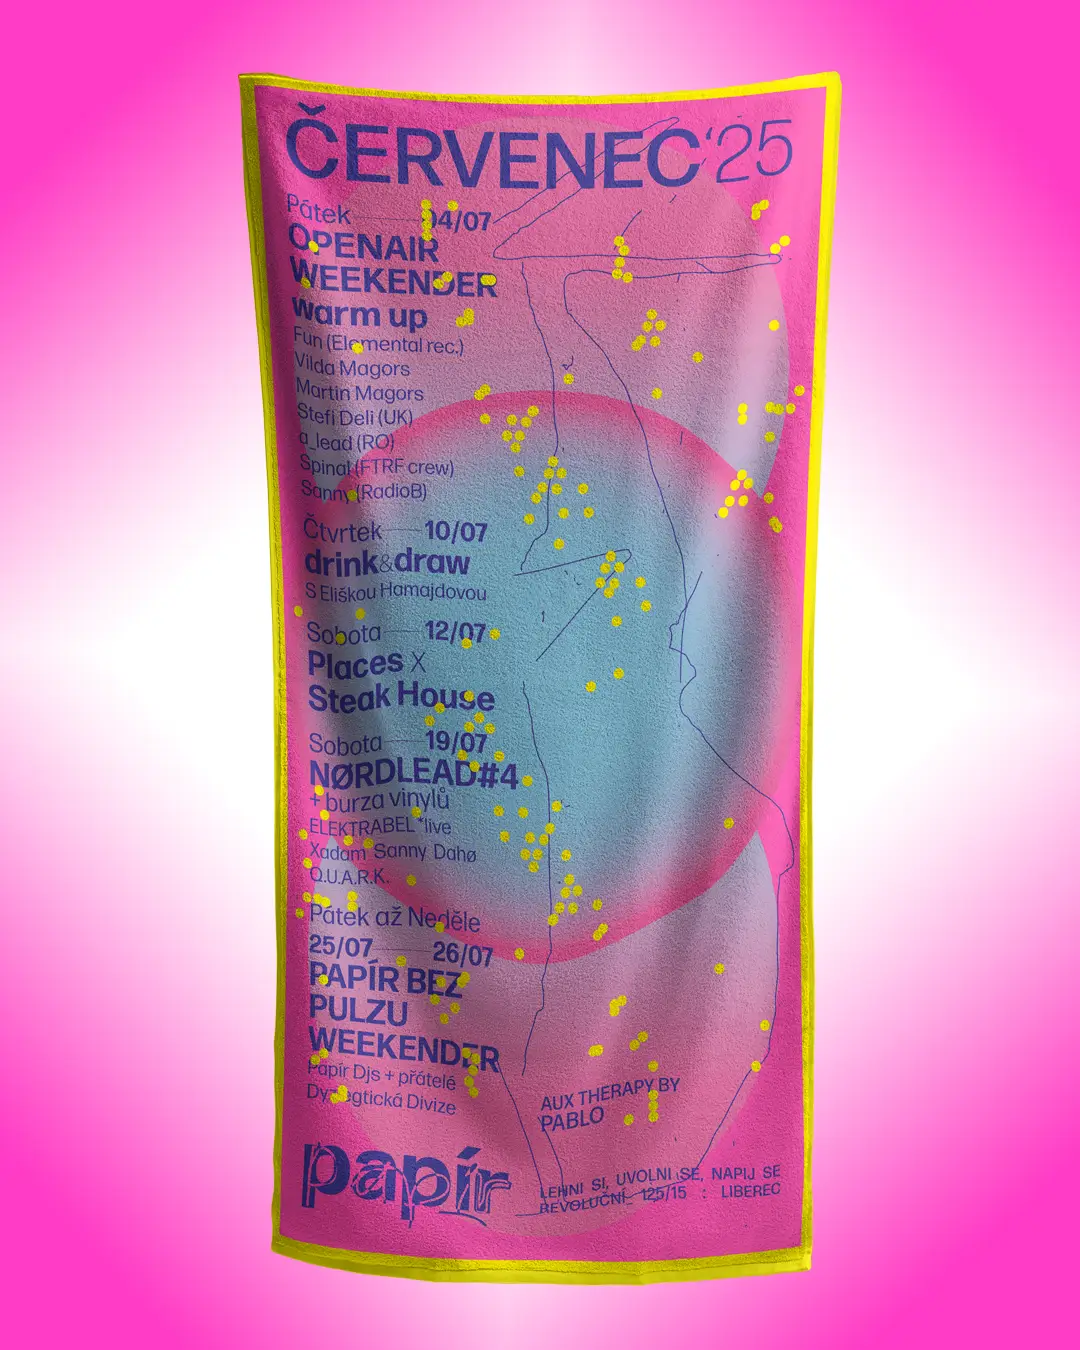 ČERVENEC‘25
Pátek 04/07
OPENAIR
WEEKENDER
warm up
Fun (Elemental rec.)
Vilda Magors
Martin Magors
Stefi Deli (UK)
a_lead (RO)
Spinal (FTRF crew)
Sanny (RadioB)
Čtvrtek 10/07
drink&draw
S Eliškou Hamajdovou
Sobota 12/07
Places X
Steak House
Sobota 19/07
NØRDLEAD#4
+ burza vinylů
ELEKTRABEL *live
Xadam Sanny Dahø
Q.U.A.R.K.
Pátek až Neděle
25/07 26/07
PAPÍR BEZ
PULZU
WEEKENDER
Papír Djs + přátelé
Dyzlegtická Divize
AUX THERAPY BY
PABLO
papír
LEHNI SI, UVOLNI SE, NAPIJ SE
REVOLUČNÍ_ 125/15 : LIBEREC